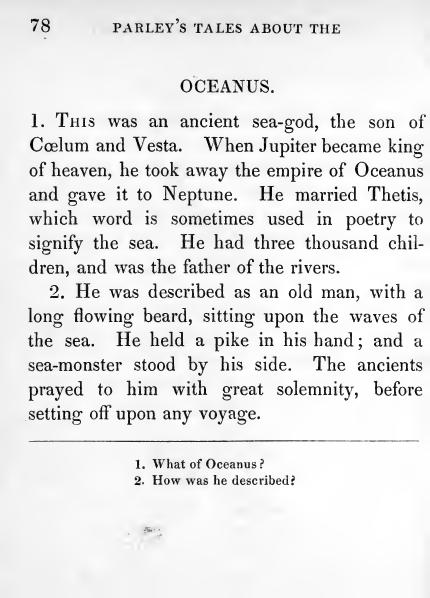 78 PARLEY'S TALES ABOUT THE
OCEANUS.
1. THIS was an ancient sea-god, the son of
Cœlum and Vesta. When Jupiter became king
of heaven, he took away the empire of Oceanus
and gave it to Neptune. He married Thetis,
which word is sometimes used in poetry to
signify the sea. He had three thousand chil-
dren, and was the father of the rivers.
2. He was described as an old man, with a
long flowing beard, sitting upon the waves of
the sea. He held a pike in his hand; and a
sea-monster stood by his side. The ancients
prayed to him with great solemnity, before
setting off upon any voyage.
1. What of Oceanus?
2. How was he described?